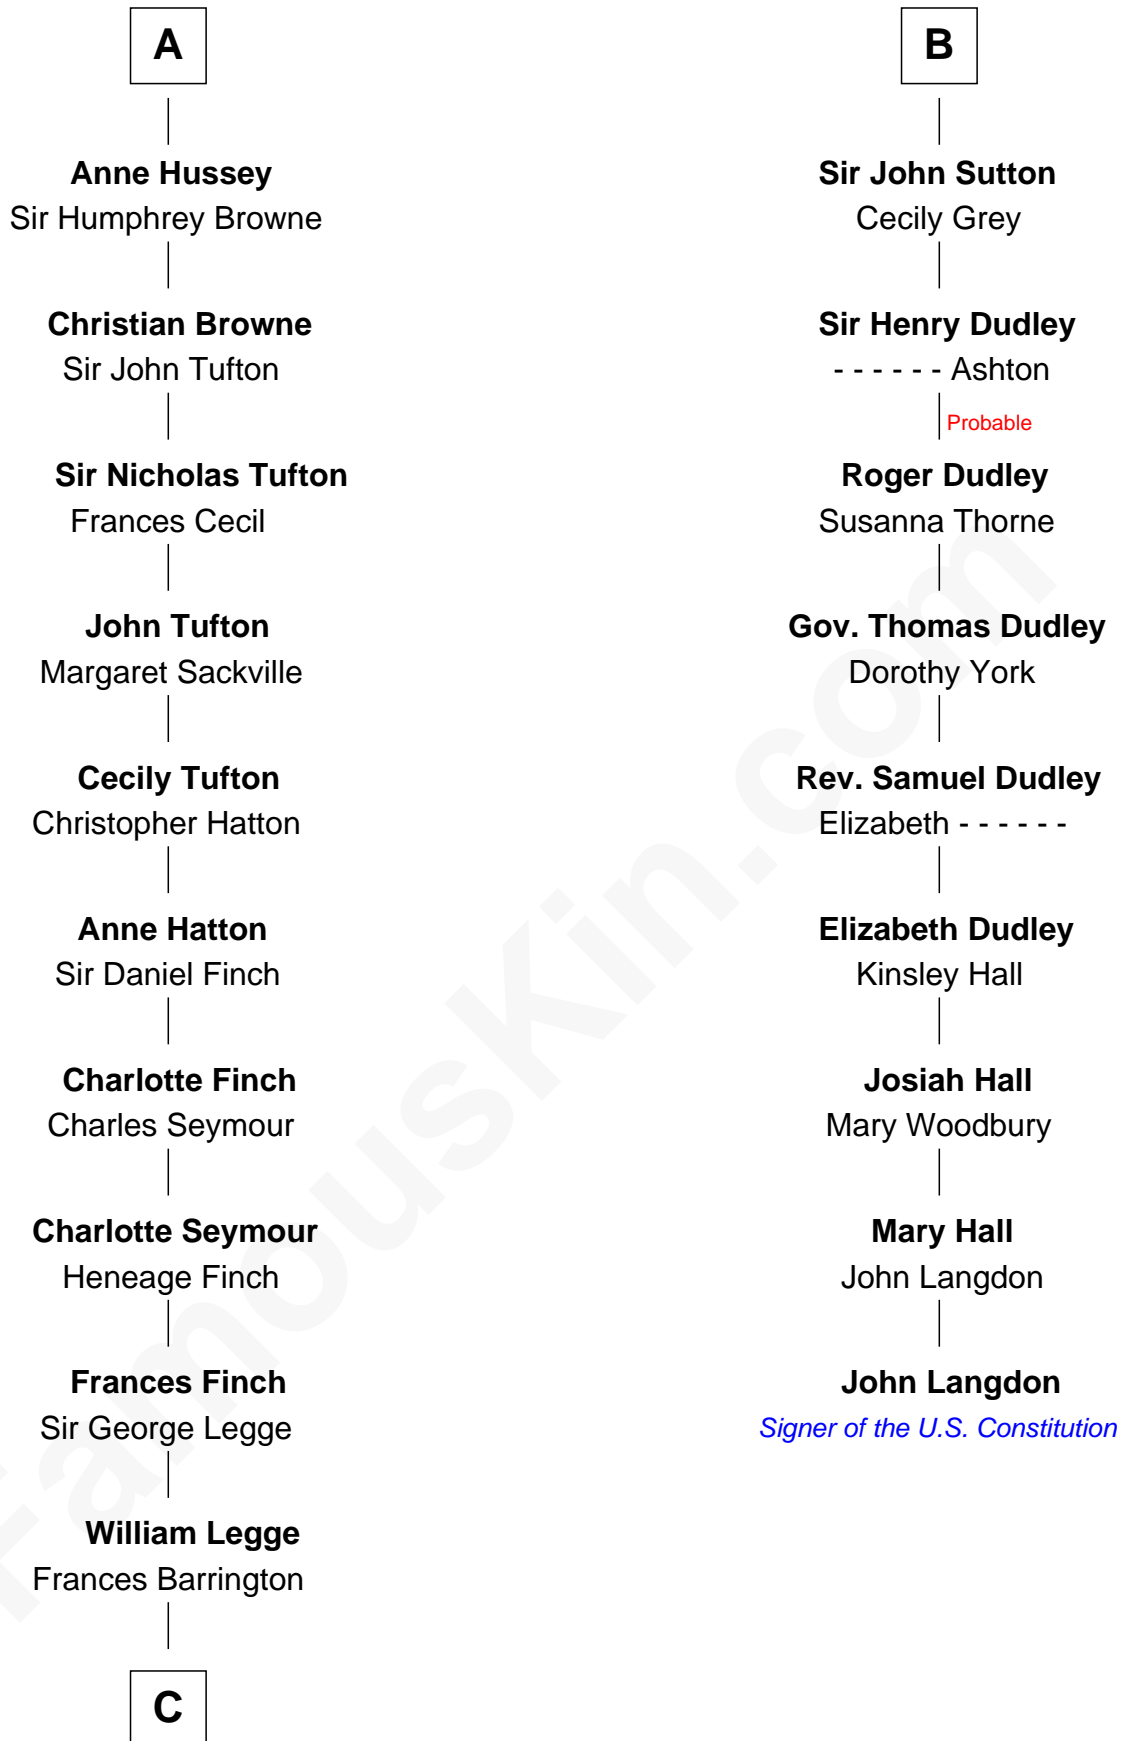 A
Anne Hussey
Sir Humphrey Browne
Christian Browne
Sir John Tufton
Sir Nicholas Tufton
Frances Cecil
John Tufton
Margaret Sackville
Cecily Tufton
Christopher Hatton
Anne Hatton
Sir Daniel Finch
Charlotte Finch
Charles Seymour
Charlotte Seymour
Heneage Finch
Frances Finch
Sir George Legge
William Legge
Frances Barrington
C
B
Sir John Sutton
Cecily Grey
Sir Henry Dudley
- - - - - - Ashton
Probable
Roger Dudley
Susanna Thorne
Gov. Thomas Dudley
Dorothy York
Rev. Samuel Dudley
Elizabeth - - - - - -
Elizabeth Dudley
Kinsley Hall
Josiah Hall
Mary Woodbury
Mary Hall
John Langdon
John Langdon
Signer of the U.S. Constitution
FamousKin.com